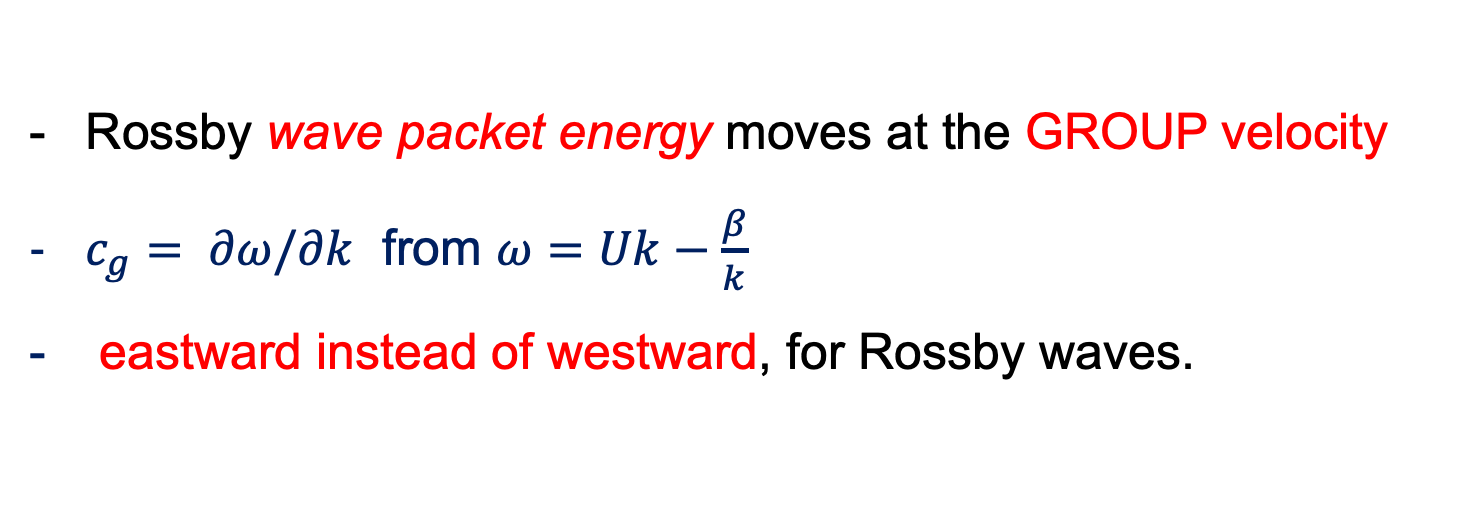 - Rossby wave packet energy moves at the GROUP velocity
- c_g = ∂ω/∂k from ω = Uk − β/k
- eastward instead of westward, for Rossby waves.